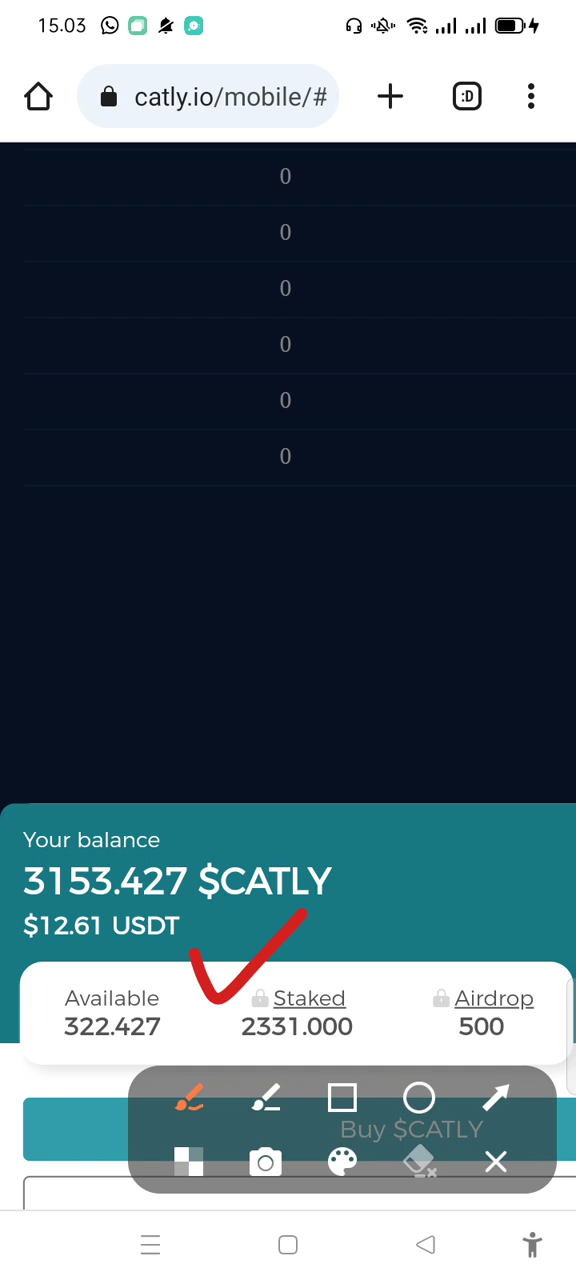 15.03
catly.io/mobile/#
:D
0
0
0
0
0
0
Your balance
3153.427 $CATLY
$12.61 USDT
Available Staked Airdrop
322.427 2331.000 500
Buy $CATLY